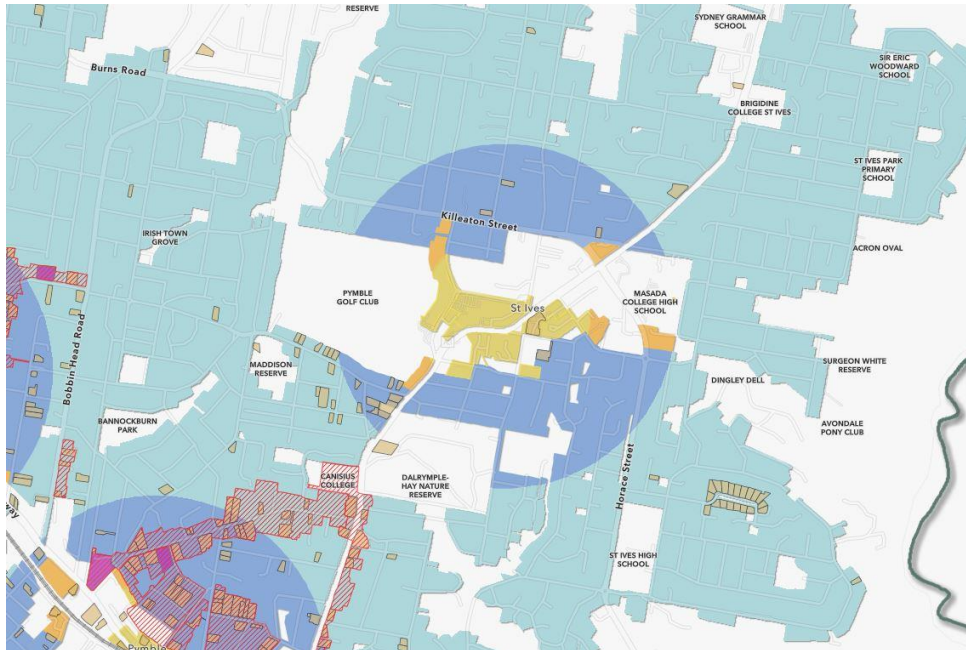 RESERVE
SYDNEY GRAMMAR
SCHOOL
SIR ERIC
WOODWARD
SCHOOL
Burns Road
BRIGIDINE
COLLEGE ST IVES
ST IVES PARK
PRIMARY
SCHOOL
Killeaton Street
IRISH TOWN
GROVE
ACRON OVAL
PYMBLE
GOLF CLUB
MASADA
COLLEGE HIGH
SCHOOL
St Ives
Bobbin Head Road
MADDISON
RESERVE
SURGEON WHITE
RESERVE
DINGLEY DELL
BANNOCKBURN
PARK
AVONDALE
PONY CLUB
Horace Street
CANISIUS
COLLEGE
DALRYMPLE-
HAY NATURE
RESERVE
way
ST IVES HIGH
SCHOOL
Pymble